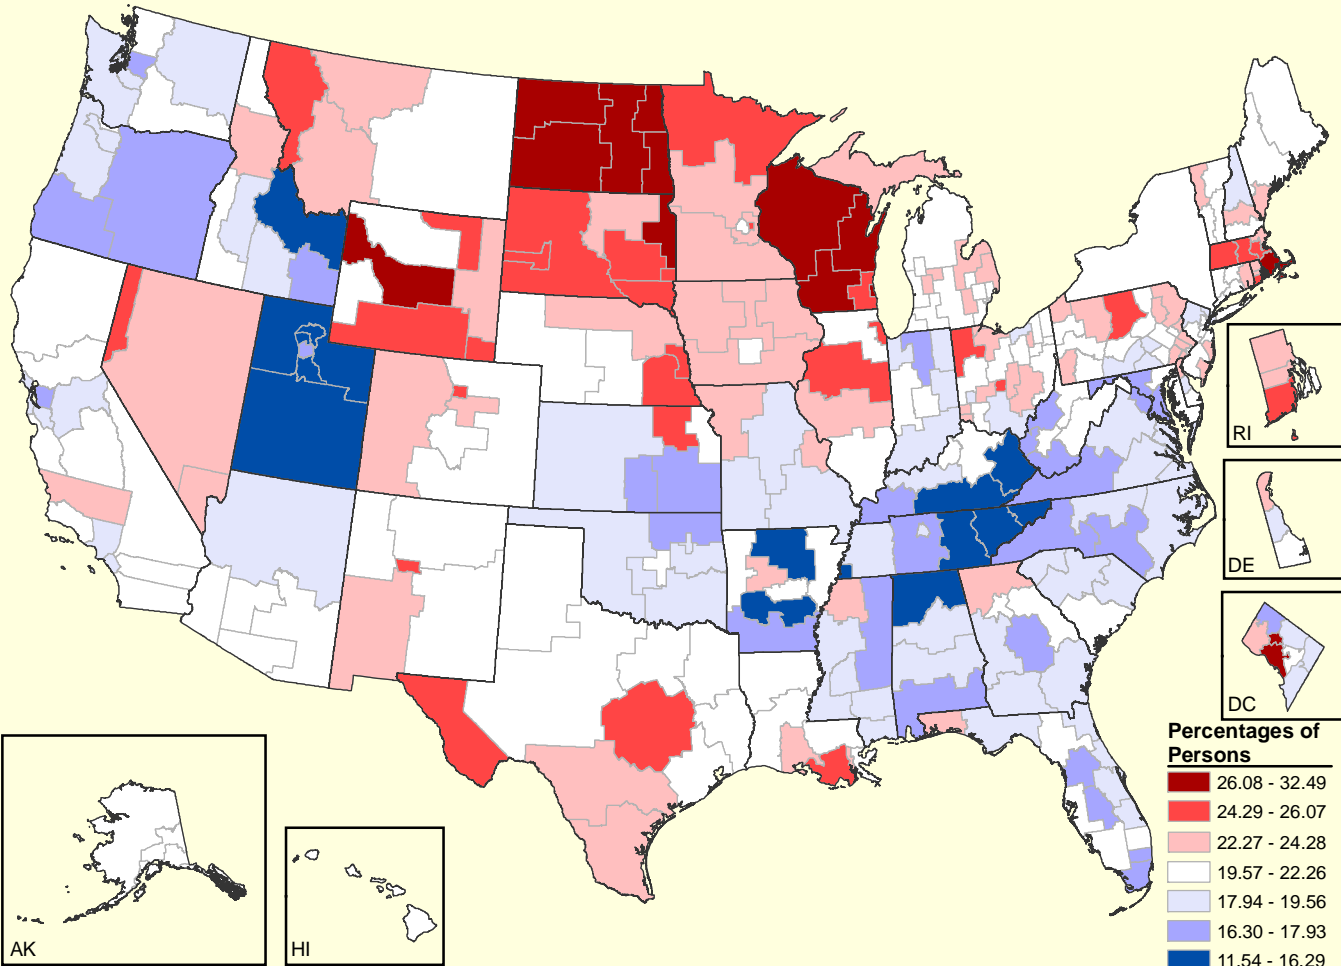 RI
DE
DC
AK
HI
Percentages of
Persons
26.08 - 32.49
24.29 - 26.07
22.27 - 24.28
19.57 - 22.26
17.94 - 19.56
16.30 - 17.93
11.54 - 16.29